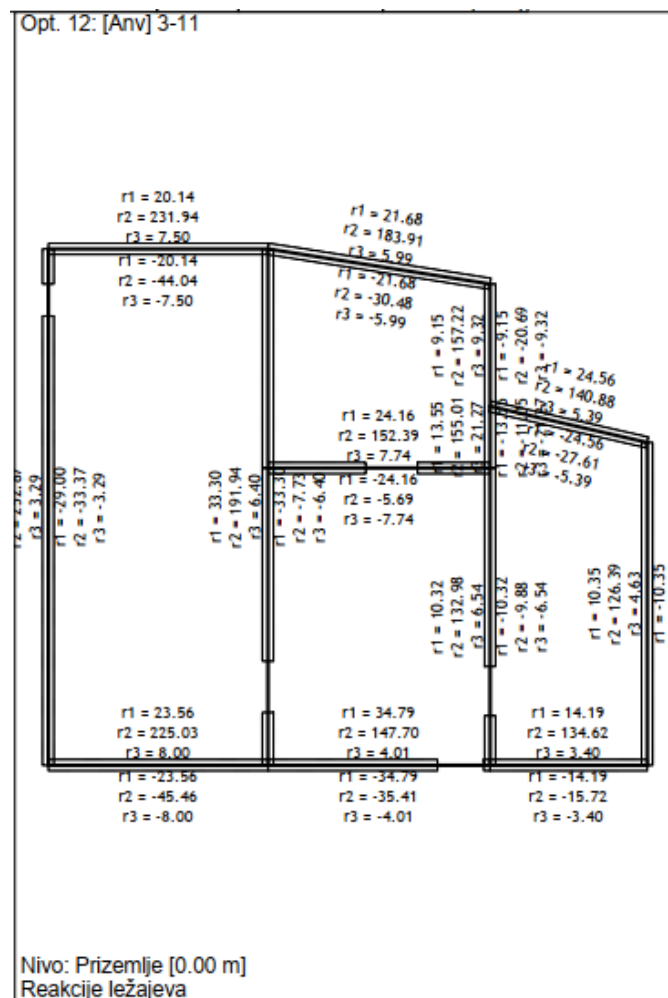 Opt. 12: [Anv] 3-11
r1 = 20.14
r2 = 231.94
r3 = 7.50
r1 = -20.14
r2 = -44.04
r3 = -7.50
r1 = 21.68
r2 = 183.91
r3 = 5.99
r1 = -21.68
r2 = -30.48
r3 = -5.99
r1 = 9.15
r2 = 157.22
r3 = 9.32
r1 = -9.15
r2 = -20.69
r3 = -9.32
r1 = 24.56
r2 = 140.88
r3 = 5.39
r1 = -24.56
r2 = -27.61
r3 = -5.39
r1 = 13.55
r2 = 155.01
r3 = 21.27
r1 = 24.16
r2 = 152.39
r3 = 7.74
r1 = -24.16
r2 = -5.69
r3 = -7.74
r3 = 3.29
r1 = -29.00
r2 = -33.37
r3 = -3.29
r1 = 33.30
r2 = 191.94
r3 = 6.40
r2 = -7.73
r3 = -6.40
r1 = 10.32
r2 = 132.98
r3 = 6.54
r1 = -10.32
r2 = -9.88
r3 = -6.54
r1 = 10.35
r2 = 126.39
r3 = 4.63
r1 = -10.35
r1 = 23.56
r2 = 225.03
r3 = 8.00
r1 = -23.56
r2 = -45.46
r3 = -8.00
r1 = 34.79
r2 = 147.70
r3 = 4.01
r1 = -34.79
r2 = -35.41
r3 = -4.01
r1 = 14.19
r2 = 134.62
r3 = 3.40
r1 = -14.19
r2 = -15.72
r3 = -3.40
Nivo: Prizemlje [0.00 m]
Reakcije ležajeva